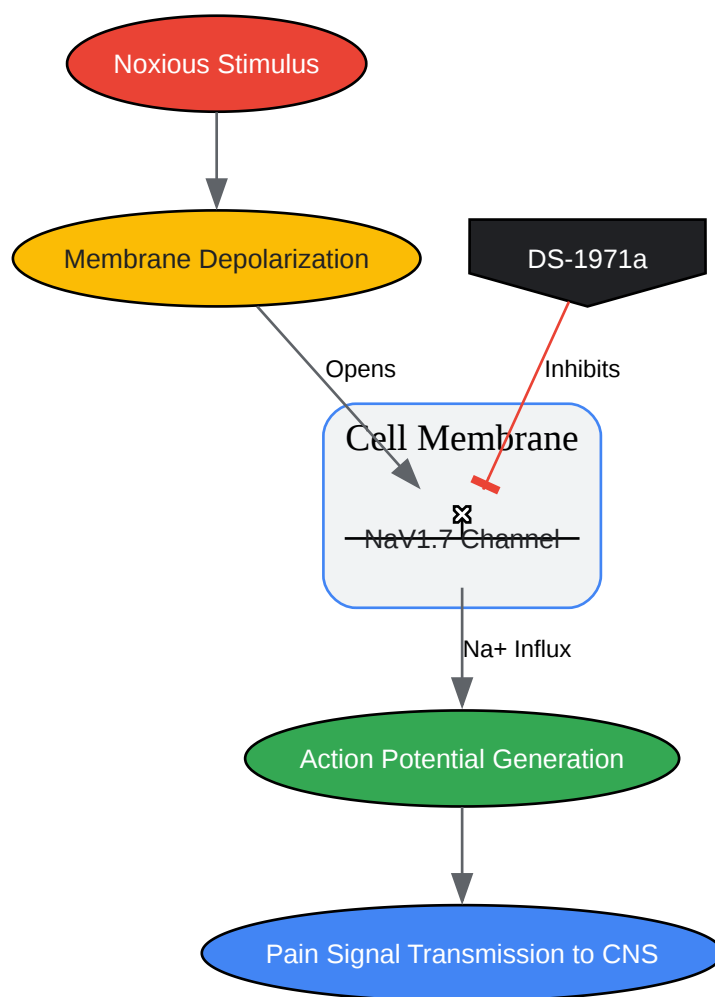 Noxious Stimulus
Membrane Depolarization
DS-1971a
Opens
Inhibits
Cell Membrane
NaV1.7 Channel
Na+ Influx
Action Potential Generation
Pain Signal Transmission to CNS